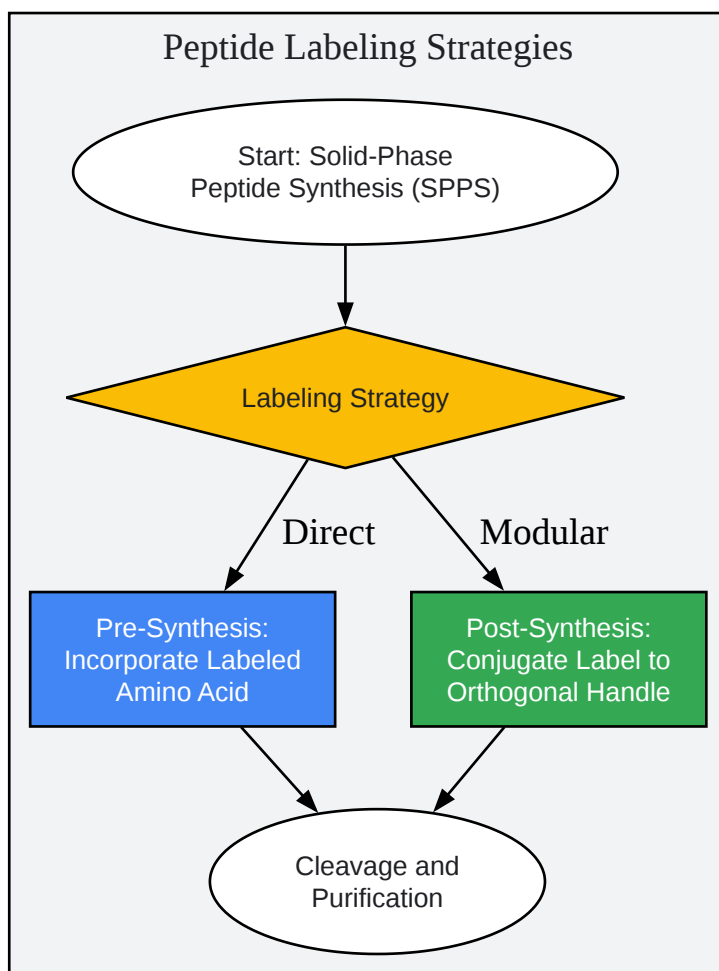 Peptide Labeling Strategies
Start: Solid-Phase
Peptide Synthesis (SPPS)
Labeling Strategy
Direct
Modular
Pre-Synthesis:
Incorporate Labeled
Amino Acid
Post-Synthesis:
Conjugate Label to
Orthogonal Handle
Cleavage and
Purification